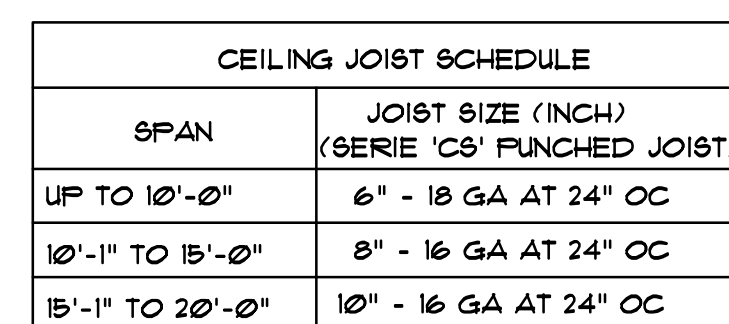 CEILING JOIST SCHEDULE
SPAN
JOIST SIZE (INCH)
(SERIE 'CS' PUNCHED JOIST
UP TO 10'-0"
6" - 18 GA AT 24" OC
10'-1" TO 15'-0"
8" - 16 GA AT 24" OC
15'-1" TO 20'-0"
10" - 16 GA AT 24" OC